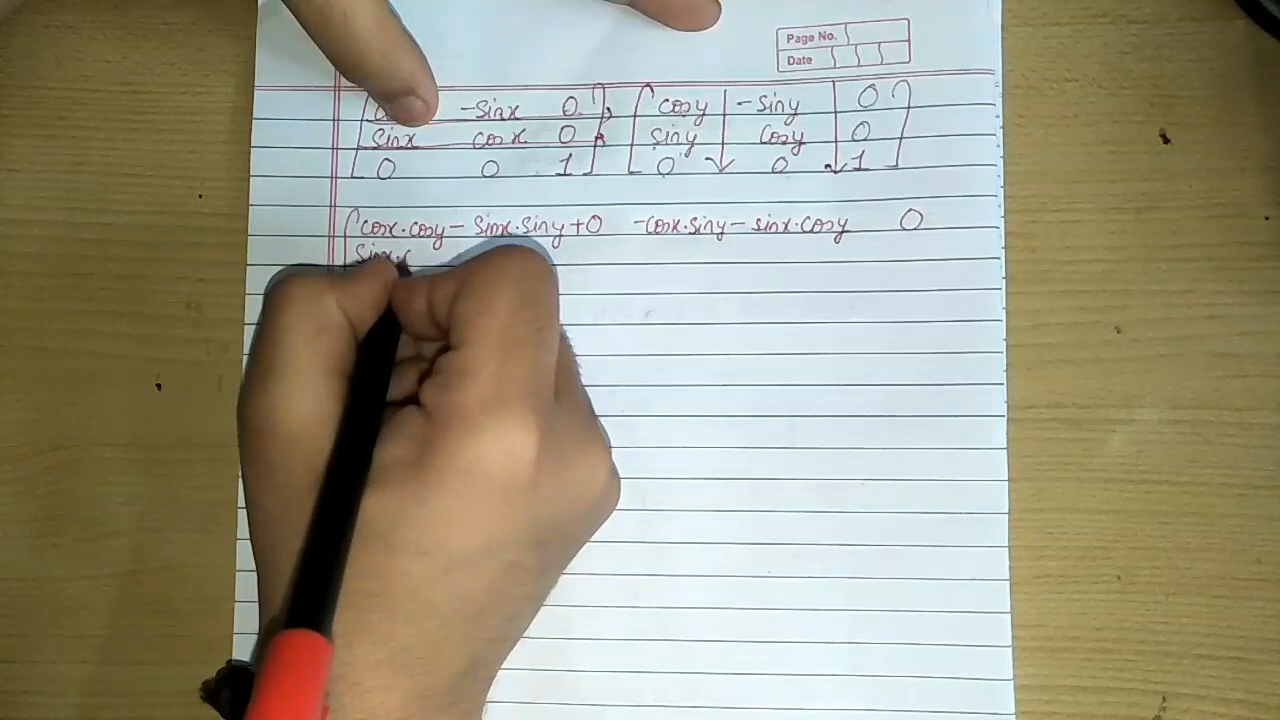 Page No.
Date
-sinx 0 cosy -siny 0
sinx cosx 0 siny cosy 0
0 0 1 0 0 1
cosx.cosy - sinx.siny+0 -cosx.siny - sinx.cosy 0
sinx.c